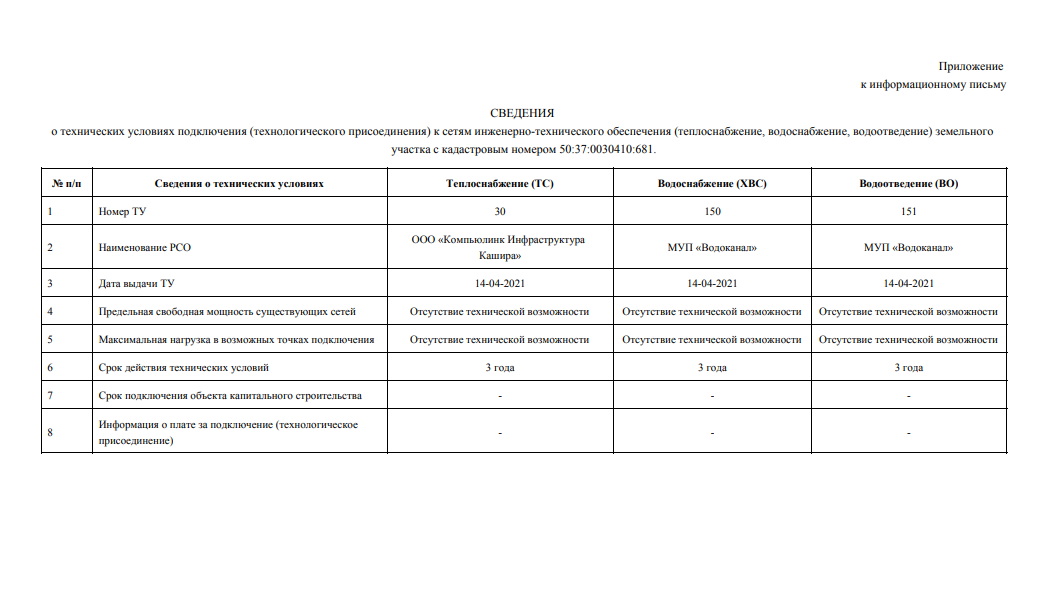 Приложение
к информационному письму
СВЕДЕНИЯ
о технических условиях подключения (технологического присоединения) к сетям инженерно-технического обеспечения (теплоснабжение, водоснабжение, водоотведение) земельного
участка с кадастровым номером 50:37:0030410:681.
№ п/п Сведения о технических условиях Теплоснабжение (ТС) Водоснабжение (ХВС) Водоотведение (ВО)
1 Номер ТУ 30 150 151
2 Наименование РСО ООО «Компьюлинк Инфраструктура
Кашира» МУП «Водоканал» МУП «Водоканал»
3 Дата выдачи ТУ 14-04-2021 14-04-2021 14-04-2021
4 Предельная свободная мощность существующих сетей Отсутствие технической возможности Отсутствие технической возможности Отсутствие технической возможности
5 Максимальная нагрузка в возможных точках подключения Отсутствие технической возможности Отсутствие технической возможности Отсутствие технической возможности
6 Срок действия технических условий 3 года 3 года 3 года
7 Срок подключения объекта капитального строительства - - -
8 Информация о плате за подключение (технологическое
присоединение) - - -